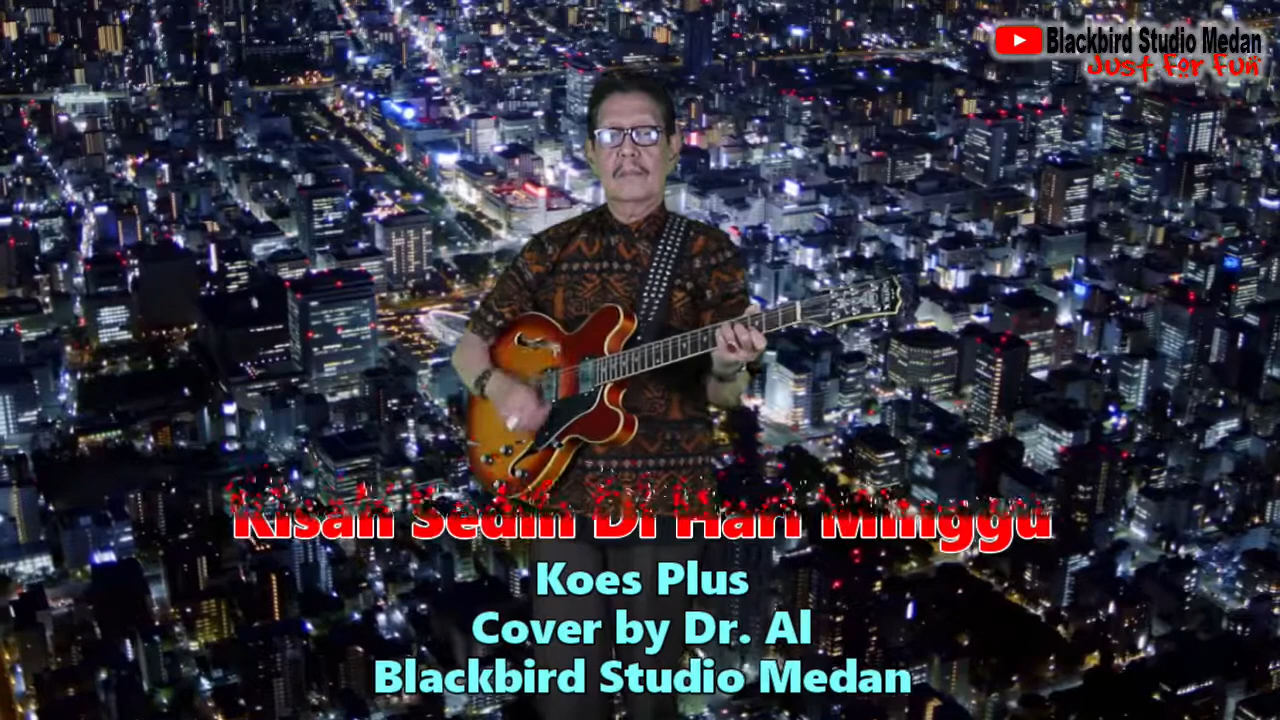 Blackbird Studio Medan
Just For Fun
Kisah Sedih Di Hari Minggu
Koes Plus
Cover by Dr. Al
Blackbird Studio Medan